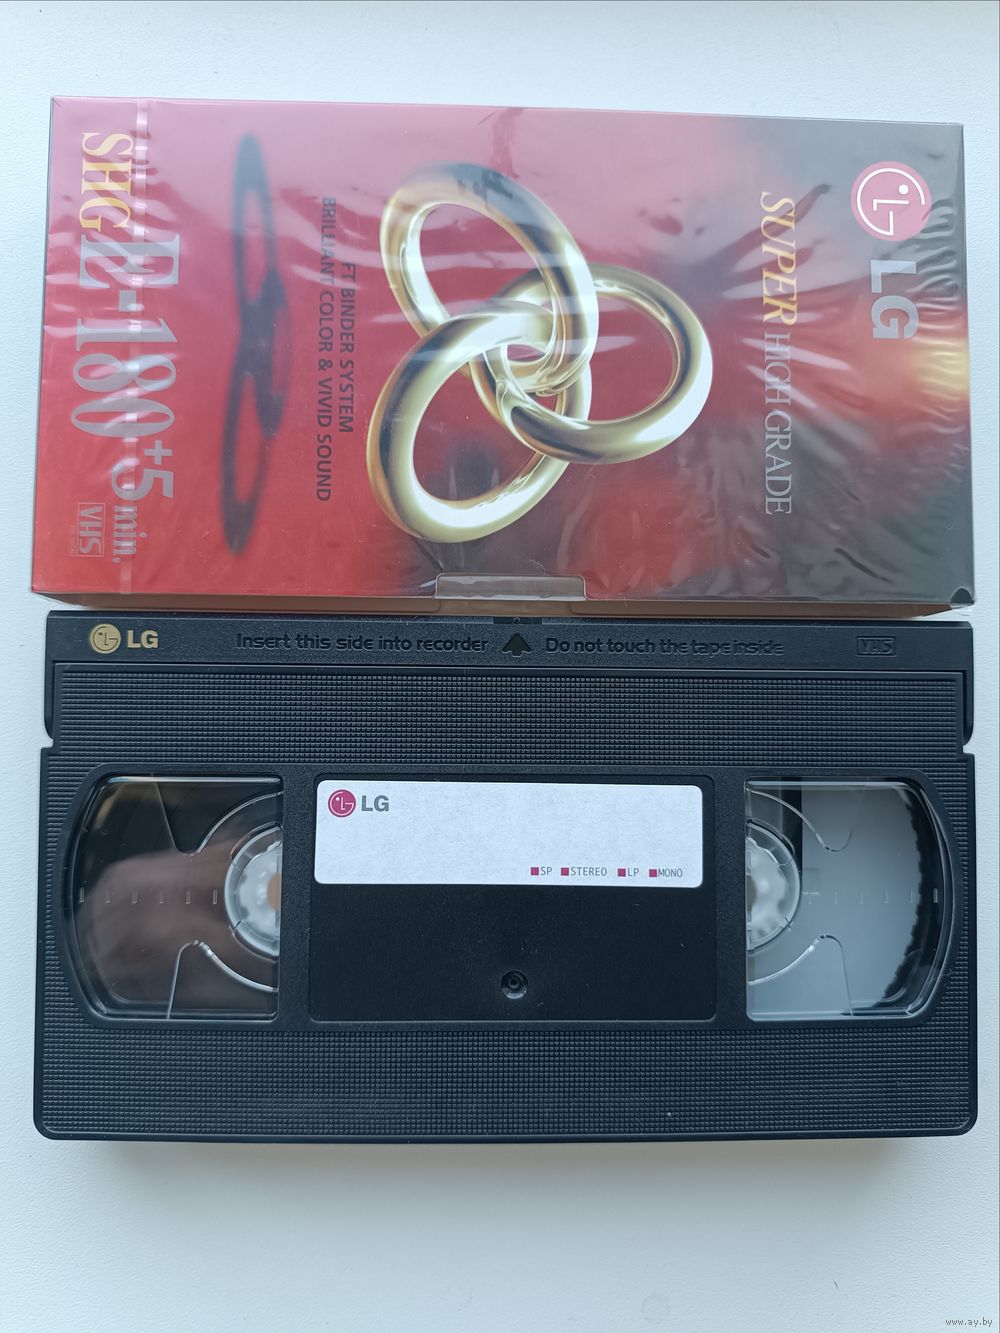 LG
SUPER HIGH GRADE
FT BINDER SYSTEM
BRILLIANT COLOR & VIVID SOUND
SHG E-180+5 min.
VHS
LG
Insert this side into recorder
Do not touch the tape inside
VHS
LG
SP STEREO LP MONO
www.ay.by